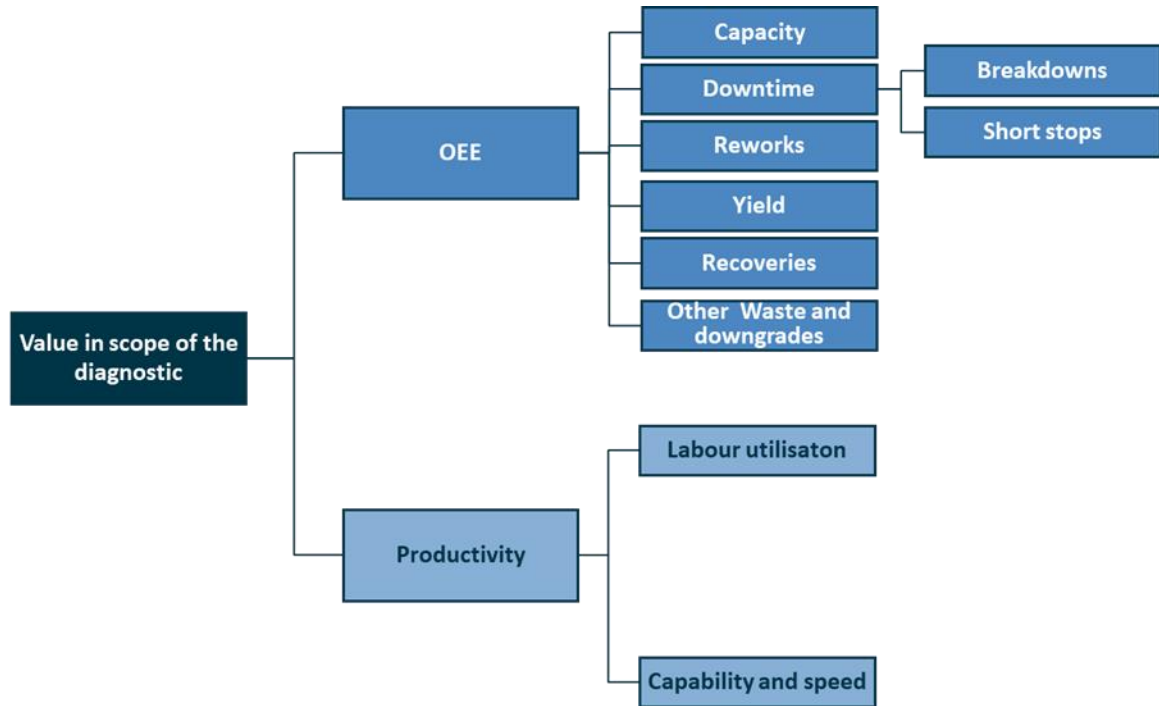 Capacity
Breakdowns
Downtime
Short stops
OEE
Reworks
Yield
Recoveries
Other Waste and
downgrades
Value in scope of the
diagnostic
Labour utilisaton
Productivity
Capability and speed